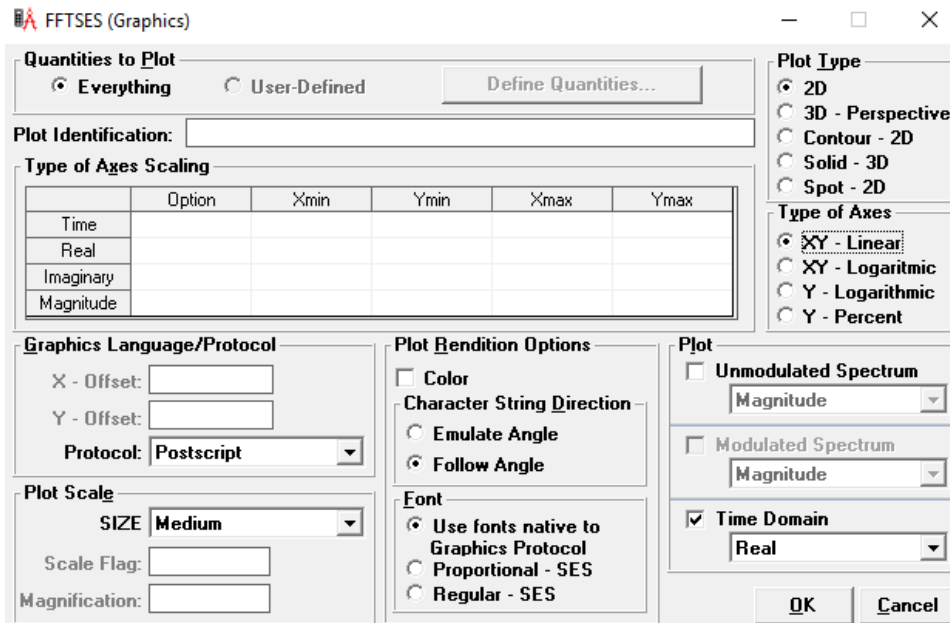 FFTSES (Graphics)
Quantities to Plot
Everything
User-Defined
Define Quantities...
Plot Identification:
Type of Axes Scaling
Option Xmin Ymin Xmax Ymax
Time
Real
Imaginary
Magnitude
Plot Type
2D
3D - Perspective
Contour - 2D
Solid - 3D
Spot - 2D
Type of Axes
XY - Linear
XY - Logaritmic
Y - Logarithmic
Y - Percent
Graphics Language/Protocol
X - Offset:
Y - Offset:
Protocol: Postscript
Plot Scale
SIZE Medium
Scale Flag:
Magnification:
Plot Rendition Options
Color
Character String Direction
Emulate Angle
Follow Angle
Font
Use fonts native to
Graphics Protocol
Proportional - SES
Regular - SES
Plot
Unmodulated Spectrum
Magnitude
Modulated Spectrum
Magnitude
Time Domain
Real
OK Cancel